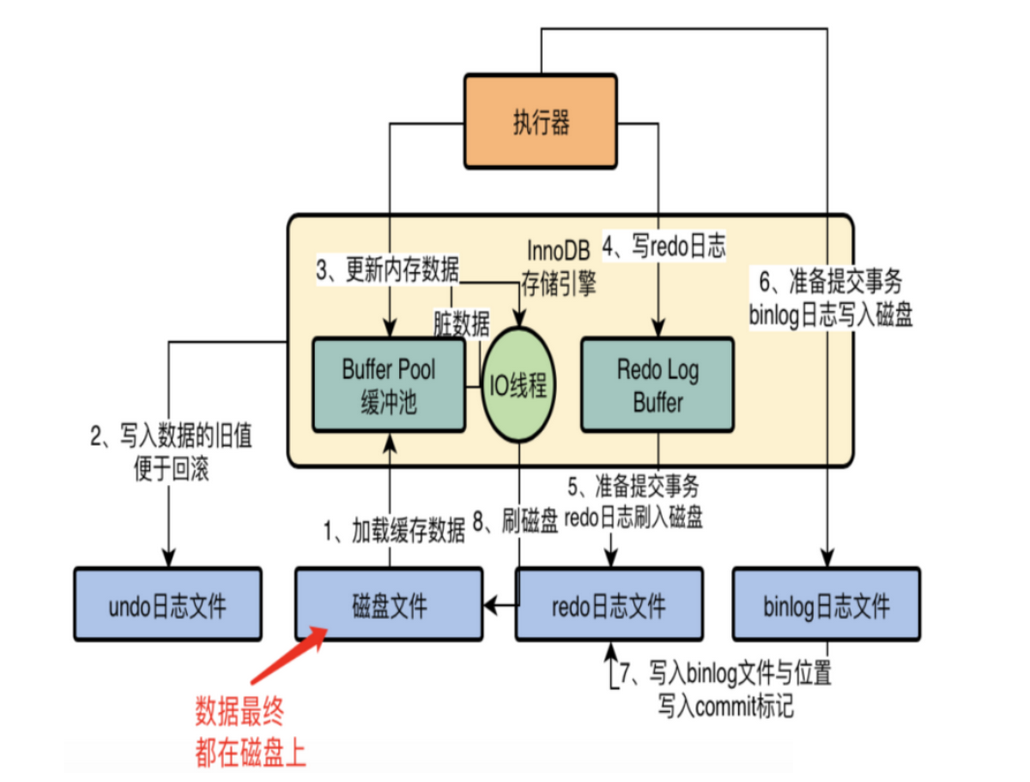 执行器
InnoDB
存储引擎
4、写redo日志
3、更新内存数据
6、准备提交事务
binlog日志写入磁盘
脏数据
Buffer Pool
缓冲池
IO线程
Redo Log
Buffer
2、写入数据的旧值
便于回滚
5、准备提交事务
redo日志刷入磁盘
1、加载缓存数据
8、刷磁盘
undo日志文件
磁盘文件
redo日志文件
binlog日志文件
7、写入binlog文件与位置
写入commit标记
数据最终
都在磁盘上